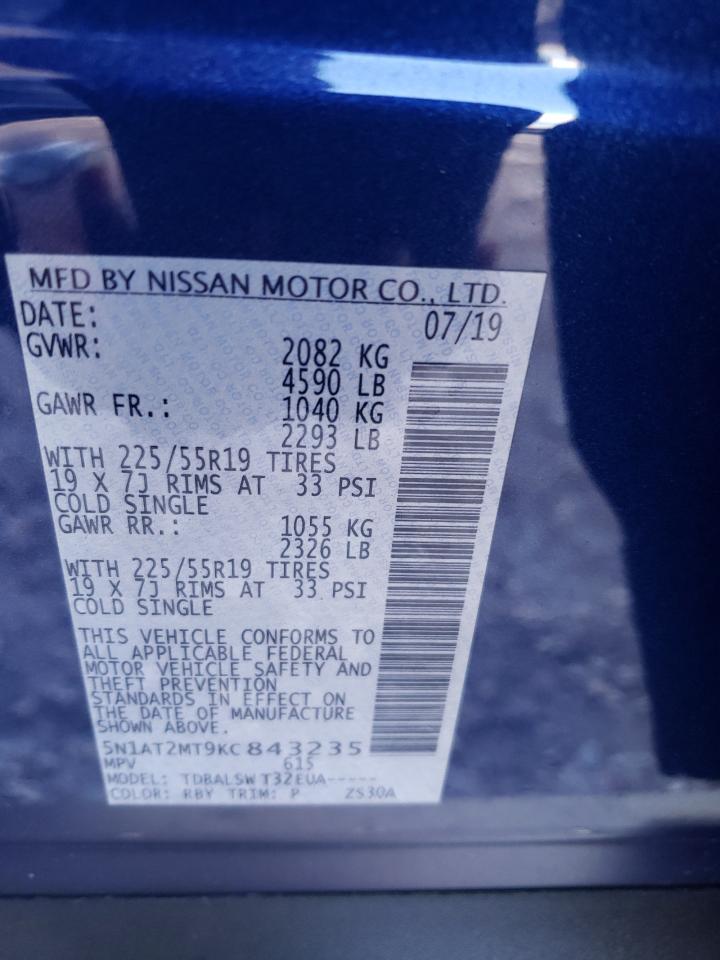 MFD BY NISSAN MOTOR CO., LTD.
DATE: 07/19
GVWR: 2082 KG
4590 LB
GAWR FR.: 1040 KG
2293 LB
WITH 225/55R19 TIRES
19 X 7J RIMS AT 33 PSI
COLD SINGLE
GAWR RR.: 1055 KG
2326 LB
WITH 225/55R19 TIRES
19 X 7J RIMS AT 33 PSI
COLD SINGLE
THIS VEHICLE CONFORMS TO
ALL APPLICABLE FEDERAL
MOTOR VEHICLE SAFETY AND
THEFT PREVENTION
STANDARDS IN EFFECT ON
THE DATE OF MANUFACTURE
SHOWN ABOVE.
5N1AT2MT9KC843235
MPV 615
MODEL: TDBALSW T32EUA-----
COLOR: RBY TRIM: P ZS30A